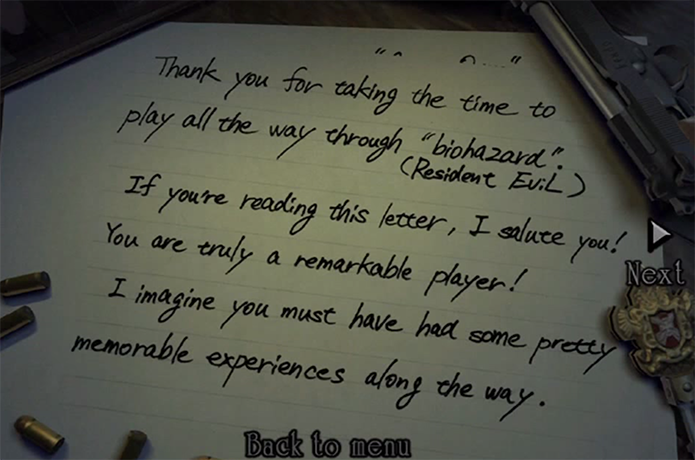 Thank you for taking the time to
play all the way through "biohazard".
(Resident EviL)
If you're reading this letter, I salute you!
You are truly a remarkable player!
I imagine you must have had some pretty
memorable experiences along the way.
Next
Back to menu